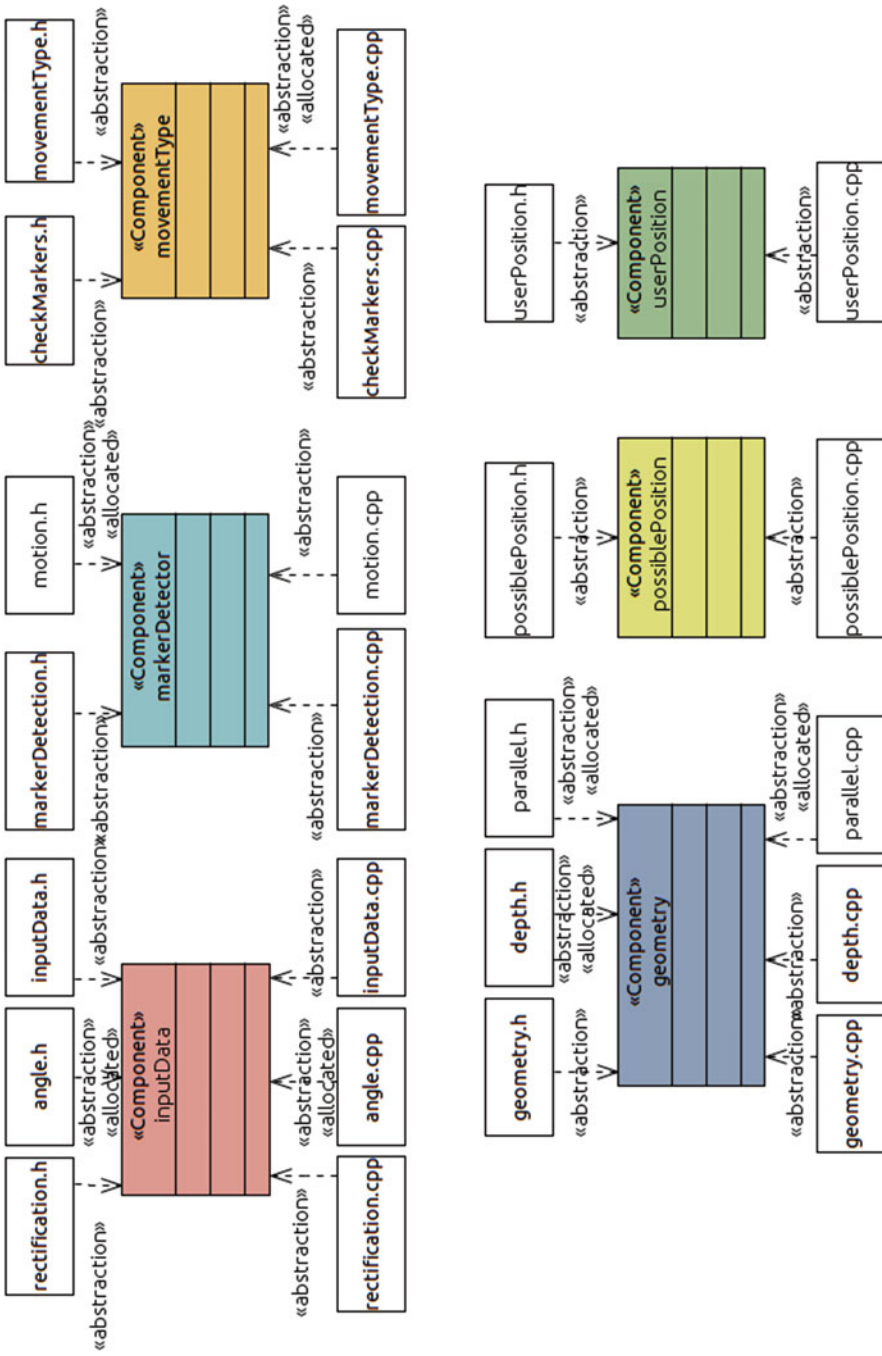 rectification.h
angle.h
inputData.h
markerDetection.h
motion.h
checkMarkers.h
movementType.h
«abstraction»
«abstraction»
«allocated»
«abstraction»
«abstraction»
«abstraction»
«allocated»
«abstraction»
«abstraction»
«Component»
inputData
«Component»
markerDetector
«Component»
movementType
«abstraction»
«abstraction»
«allocated»
«abstraction»
«abstraction»
«abstraction»
«abstraction»
«abstraction»
«allocated»
rectification.cpp
angle.cpp
inputData.cpp
markerDetection.cpp
motion.cpp
checkMarkers.cpp
movementType.cpp
geometry.h
depth.h
parallel.h
possiblePosition.h
userPosition.h
«abstraction»
«abstraction»
«allocated»
«abstraction»
«allocated»
«abstraction»
«abstraction»
«Component»
geometry
«Component»
possiblePosition
«Component»
userPosition
«abstraction»
«abstraction»
«abstraction»
«allocated»
«abstraction»
«abstraction»
geometry.cpp
depth.cpp
parallel.cpp
possiblePosition.cpp
userPosition.cpp